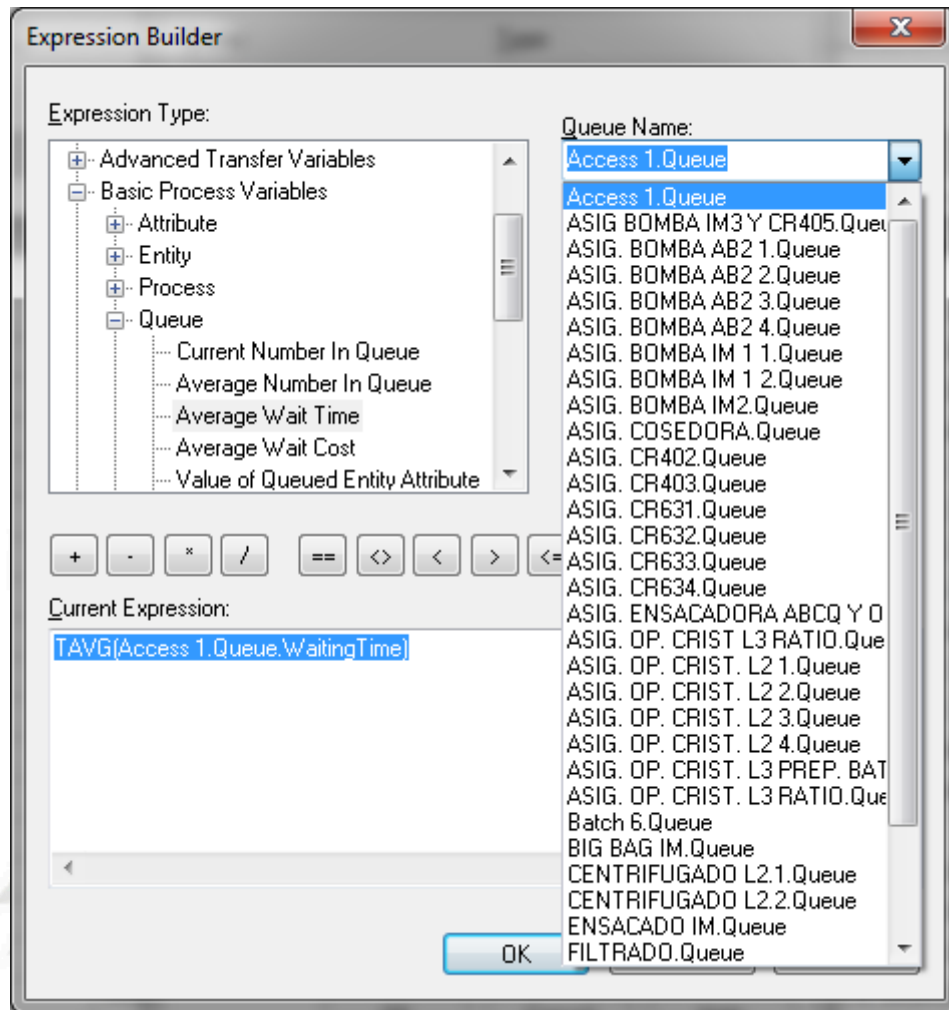 Expression Builder
Expression Type:
Advanced Transfer Variables
Basic Process Variables
Attribute
Entity
Process
Queue
Current Number In Queue
Average Number In Queue
Average Wait Time
Average Wait Cost
Value of Queued Entity Attribute
+ - * / == <> < > <=
Current Expression:
TAVG(Access 1.Queue.WaitingTime)
Queue Name:
Access 1.Queue
Access 1.Queue
ASIG BOMBA IM3 Y CR405.Queu
ASIG. BOMBA AB2 1.Queue
ASIG. BOMBA AB2 2.Queue
ASIG. BOMBA AB2 3.Queue
ASIG. BOMBA AB2 4.Queue
ASIG. BOMBA IM 1 1.Queue
ASIG. BOMBA IM 1 2.Queue
ASIG. BOMBA IM2.Queue
ASIG. COSEDORA.Queue
ASIG. CR402.Queue
ASIG. CR403.Queue
ASIG. CR631.Queue
ASIG. CR632.Queue
ASIG. CR633.Queue
ASIG. CR634.Queue
ASIG. ENSACADORA ABCQ Y O
ASIG. OP. CRIST L3 RATIO.Que
ASIG. OP. CRIST. L2 1.Queue
ASIG. OP. CRIST. L2 2.Queue
ASIG. OP. CRIST. L2 3.Queue
ASIG. OP. CRIST. L2 4.Queue
ASIG. OP. CRIST. L3 PREP. BAT
ASIG. OP. CRIST. L3 RATIO.Que
Batch 6.Queue
BIG BAG IM.Queue
CENTRIFUGADO L2.1.Queue
CENTRIFUGADO L2.2.Queue
ENSACADO IM.Queue
FILTRADO.Queue
OK